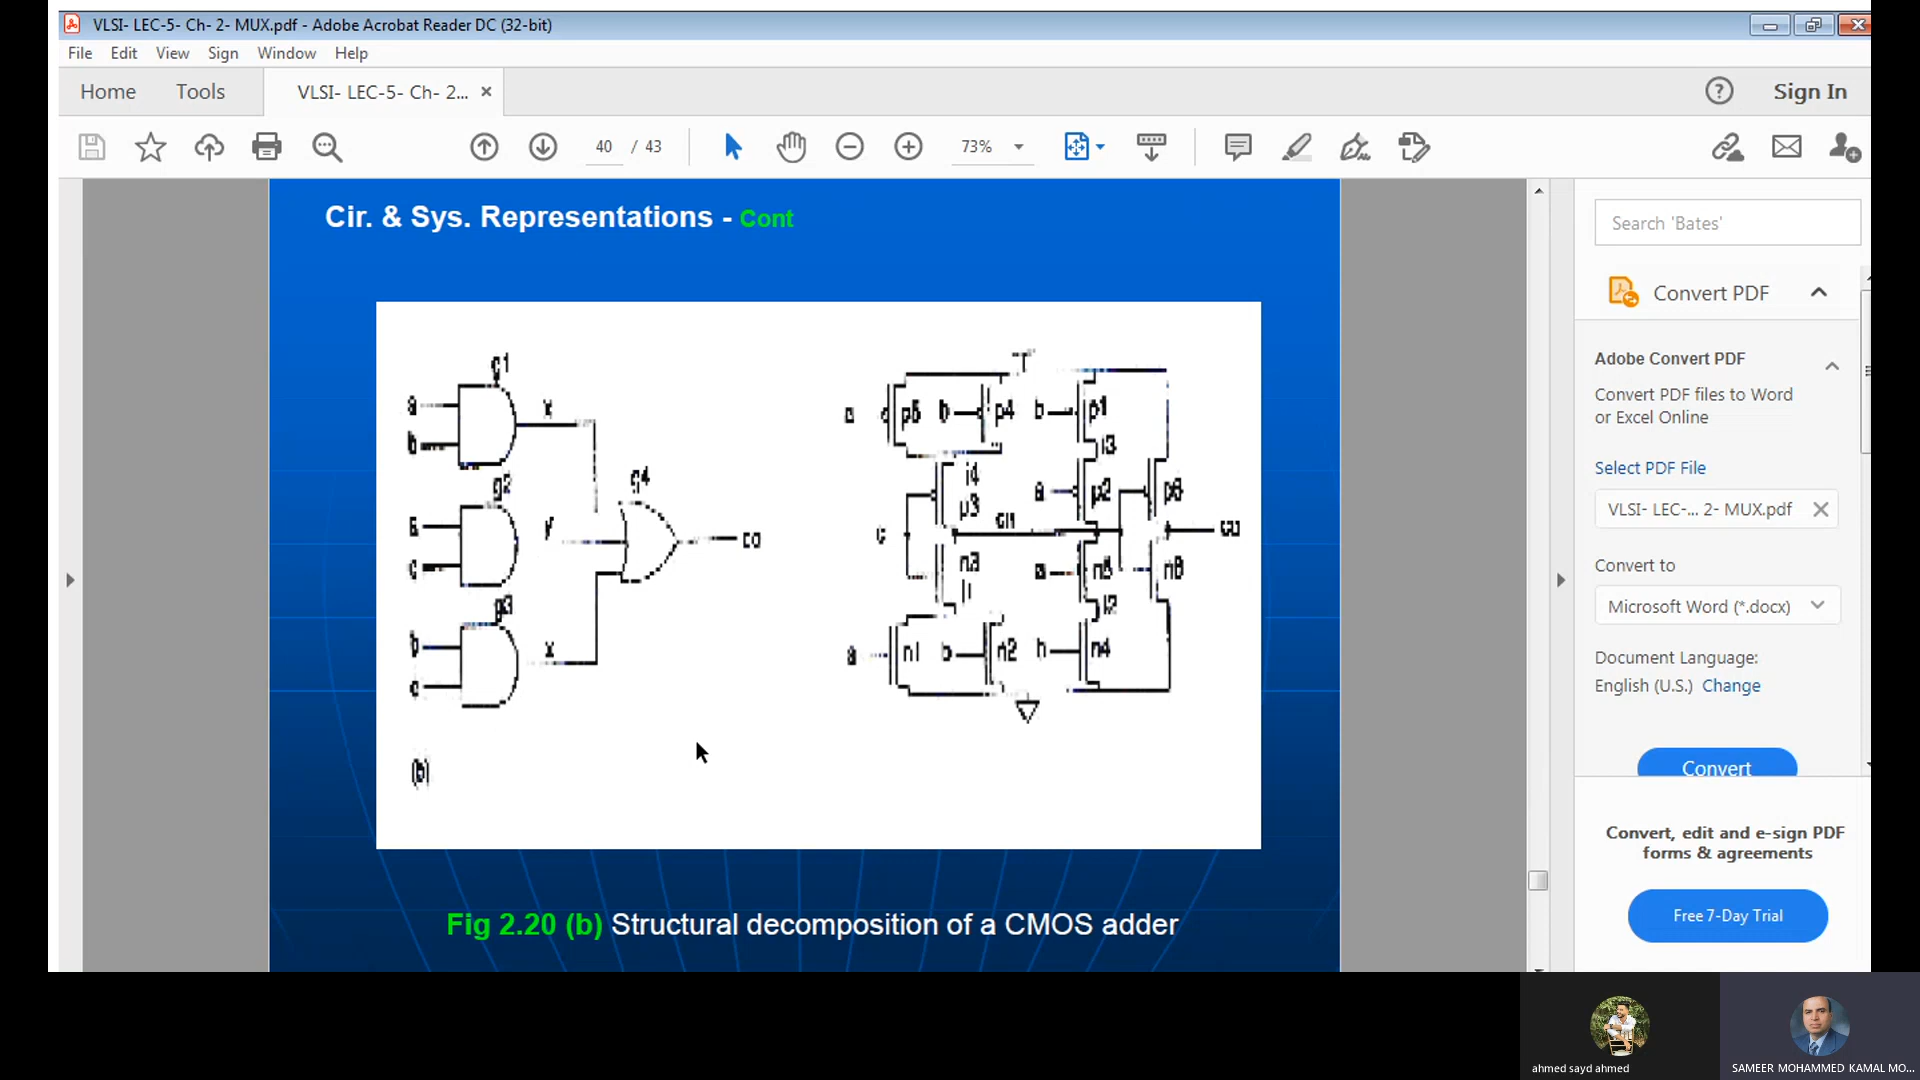 VLSI- LEC-5- Ch- 2- MUX.pdf - Adobe Acrobat Reader DC (32-bit)
File Edit View Sign Window Help
Home Tools VLSI- LEC-5- Ch- 2... × Sign In
40 / 43 73%
Cir. & Sys. Representations - Cont
g1
a x
b
g2
g4
y co
c
b x
c
(b)
p5 b p4 b p1
i3
i4
p3 a p2 p6
c cn co
n3 a n5 n6
i2
a n1 b n2 n4
Fig 2.20 (b) Structural decomposition of a CMOS adder
Search 'Bates'
Convert PDF
Adobe Convert PDF
Convert PDF files to Word
or Excel Online
Select PDF File
VLSI- LEC-... 2- MUX.pdf
Convert to
Microsoft Word (*.docx)
Document Language:
English (U.S.) Change
Convert
Convert, edit and e-sign PDF
forms & agreements
Free 7-Day Trial
ahmed sayd ahmed
SAMEER MOHAMMED KAMAL MO...